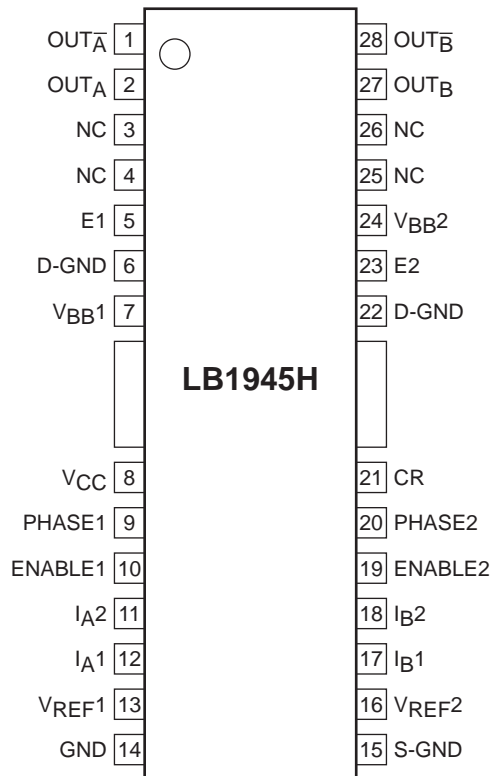 OUTA̅ 1 28 OUTB̅
OUTA 2 27 OUTB
NC 3 26 NC
NC 4 25 NC
E1 5 24 VBB2
D-GND 6 23 E2
VBB1 7 22 D-GND
LB1945H
VCC 8 21 CR
PHASE1 9 20 PHASE2
ENABLE1 10 19 ENABLE2
IA2 11 18 IB2
IA1 12 17 IB1
VREF1 13 16 VREF2
GND 14 15 S-GND